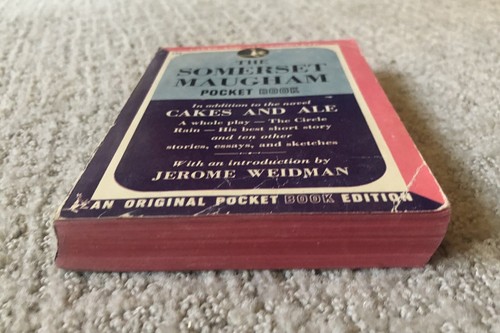 THE
SOMERSET
MAUGHAM
POCKET BOOK
In addition to the novel
CAKES AND ALE
A whole play — The Circle
Rain — His best short story
and ten other
stories, essays, and sketches
With an introduction by
JEROME WEIDMAN
AN ORIGINAL POCKET BOOK EDITION